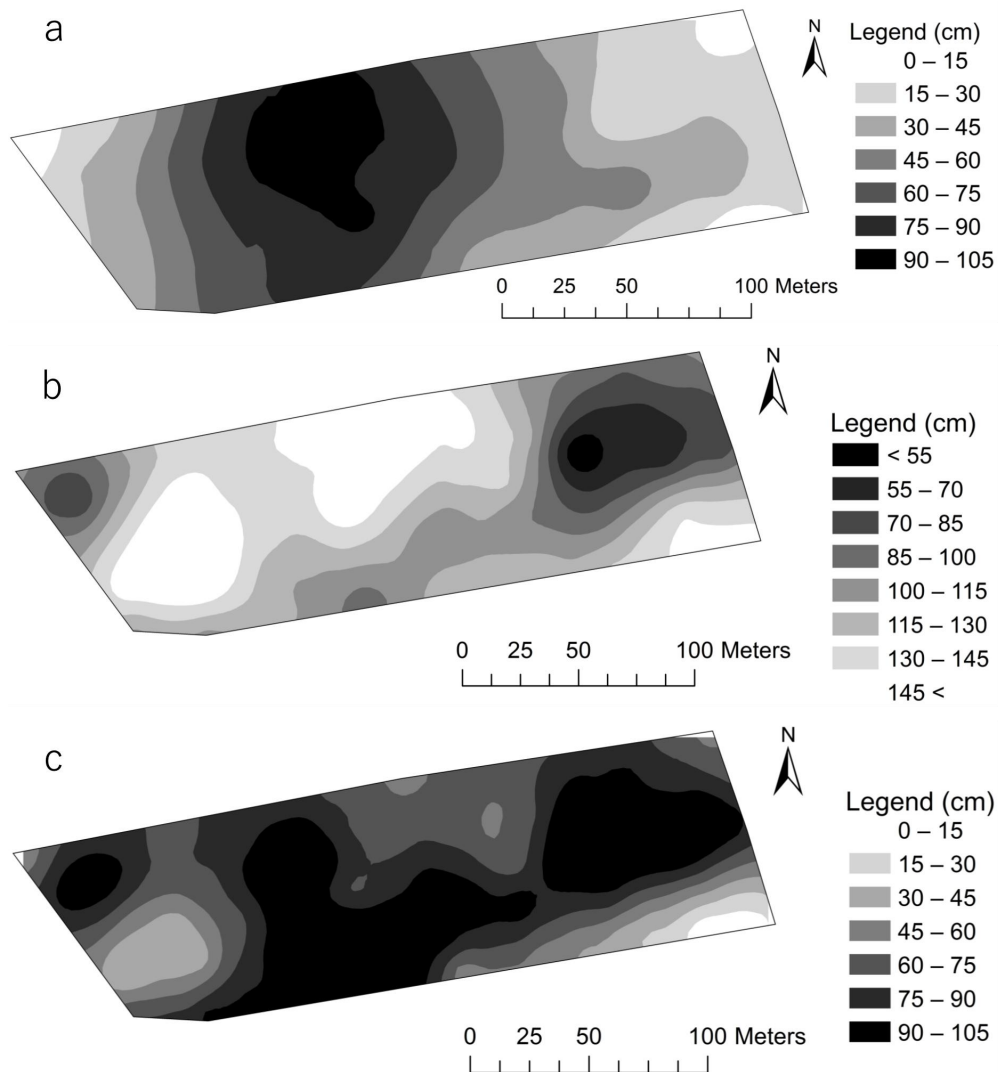 a
N
Legend (cm)
0 – 15
15 – 30
30 – 45
45 – 60
60 – 75
75 – 90
90 – 105
0 25 50 100 Meters
b
N
Legend (cm)
< 55
55 – 70
70 – 85
85 – 100
100 – 115
115 – 130
130 – 145
145 <
0 25 50 100 Meters
c
N
Legend (cm)
0 – 15
15 – 30
30 – 45
45 – 60
60 – 75
75 – 90
90 – 105
0 25 50 100 Meters